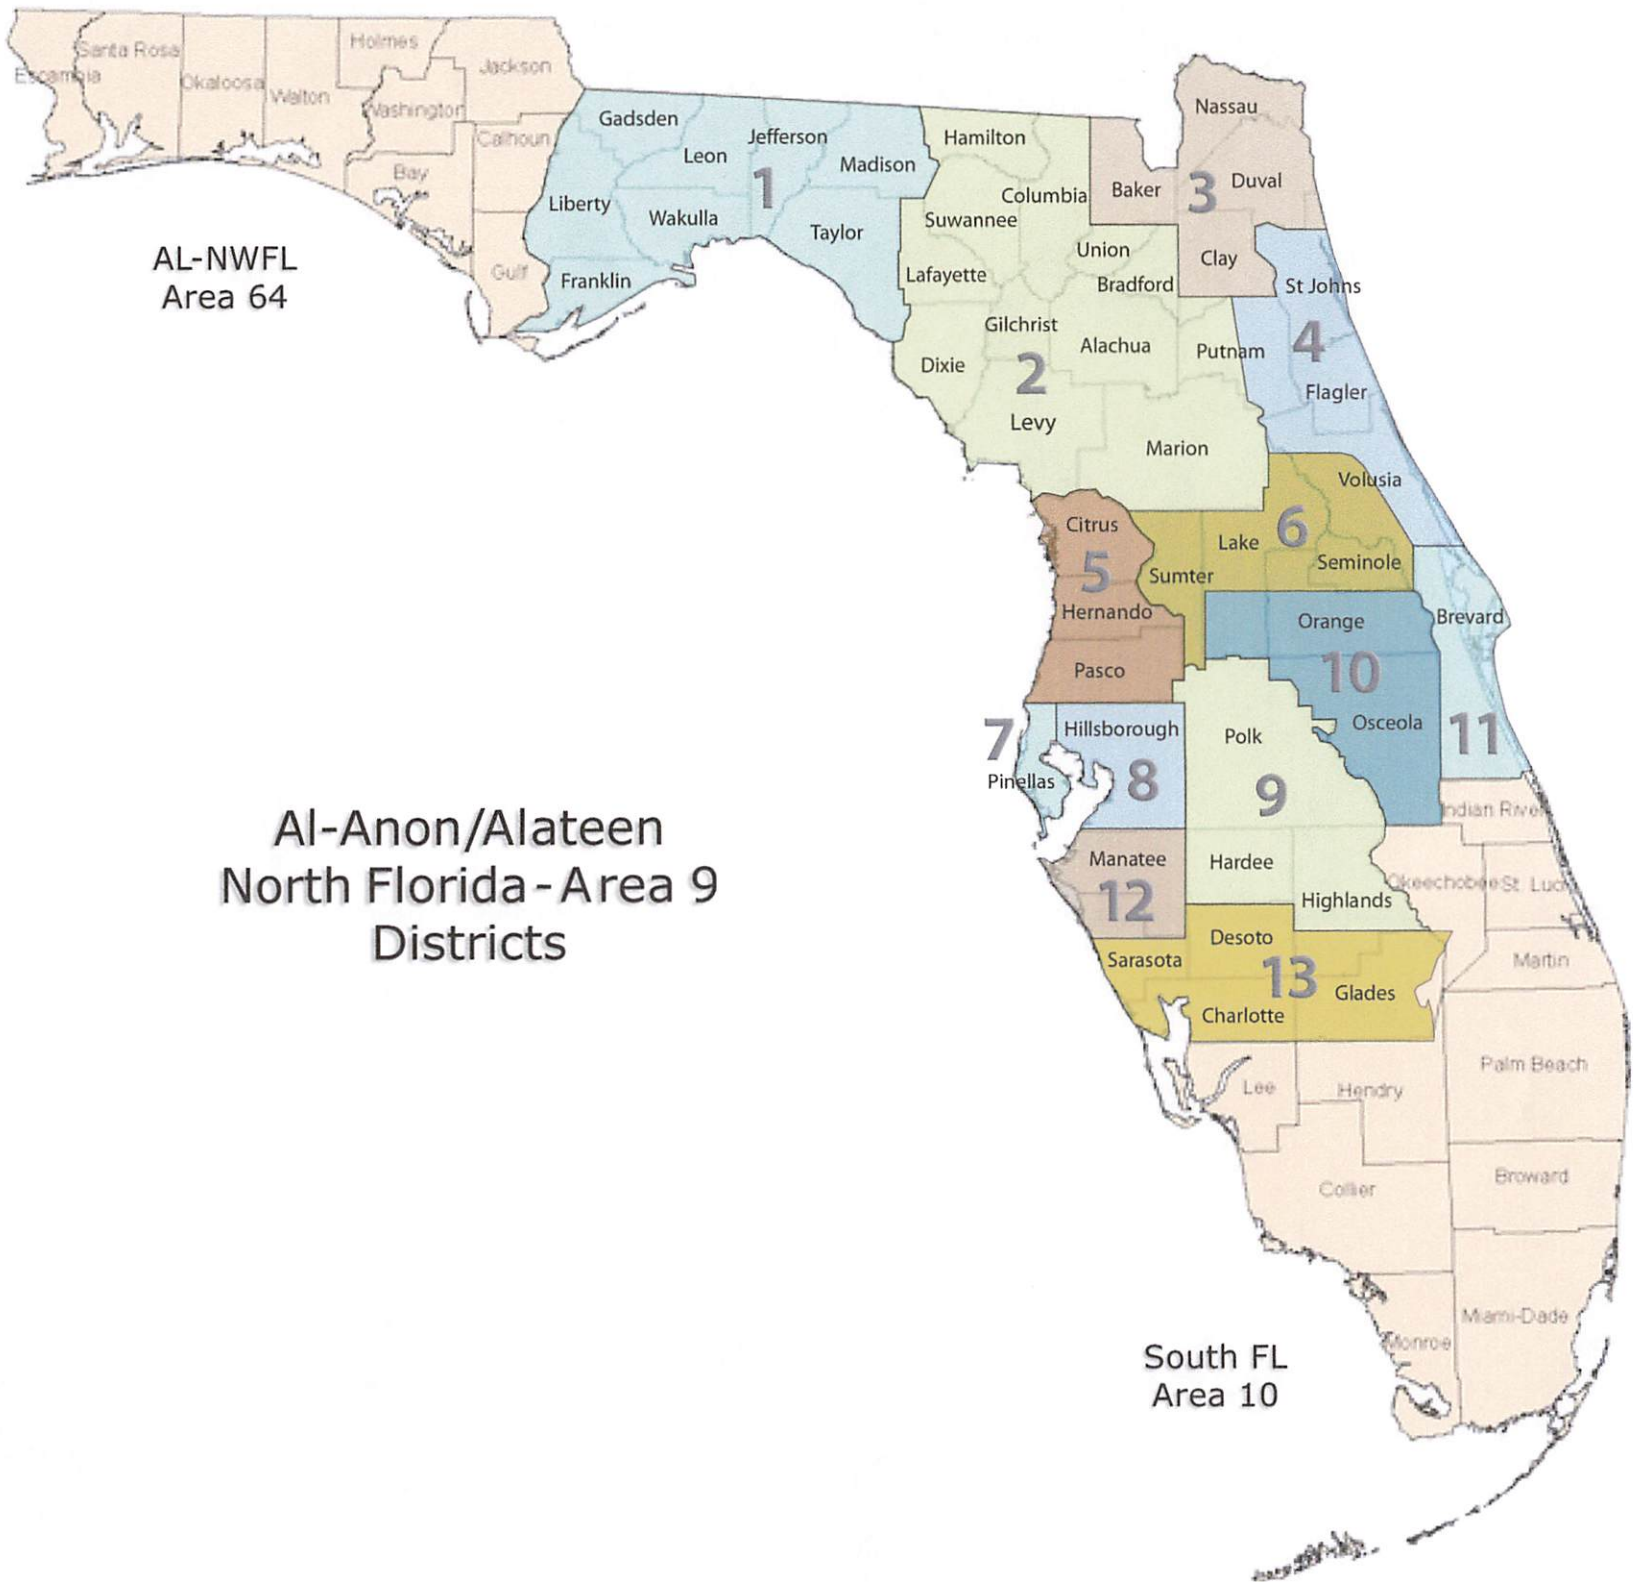 Santa Rosa
Escambia
Okaloosa
Walton
Holmes
Washington
Jackson
Calhoun
Bay
Gulf
AL-NWFL
Area 64
Gadsden
Leon
Jefferson
Madison
1
Liberty
Wakulla
Taylor
Franklin
Hamilton
Columbia
Suwannee
Union
Lafayette
Bradford
Gilchrist
Alachua
Putnam
Dixie
2
Levy
Marion
Nassau
Baker
3
Duval
Clay
St Johns
4
Flagler
Volusia
Citrus
5
Hernando
Pasco
Lake
6
Seminole
Sumter
Orange
10
Osceola
Brevard
11
7
Pinellas
Hillsborough
8
Polk
9
Hardee
Highlands
Manatee
12
Desoto
Sarasota
13
Glades
Charlotte
Indian River
Okeechobee
St. Luci
Martin
Palm Beach
Lee
Hendry
Collier
Broward
Miami-Dade
Monroe
Al-Anon/Alateen
North Florida-Area 9
Districts
South FL
Area 10